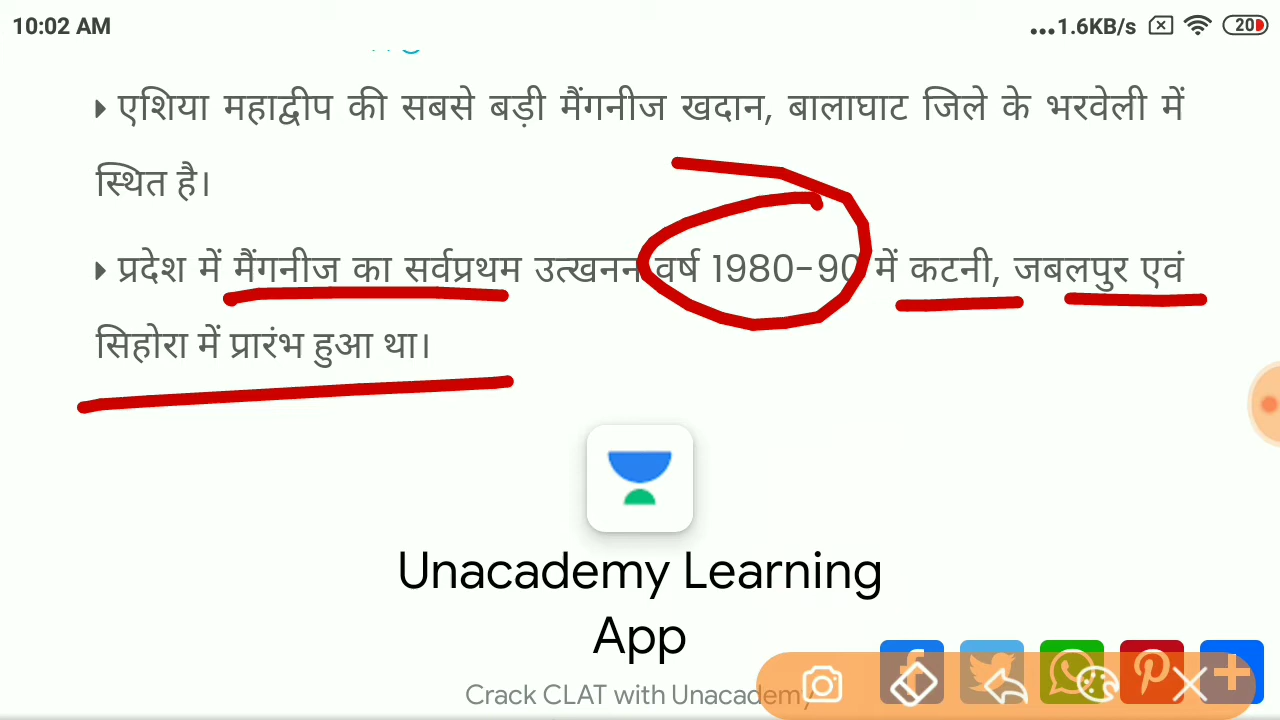 10:02 AM
...1.6KB/s
20
▸ एशिया महाद्वीप की सबसे बड़ी मैंगनीज खदान, बालाघाट जिले के भरवेली में
स्थित है।
▸ प्रदेश में मैंगनीज का सर्वप्रथम उत्खनन वर्ष 1980-90 में कटनी, जबलपुर एवं
सिहोरा में प्रारंभ हुआ था।
Unacademy Learning
App
Crack CLAT with Unacademy